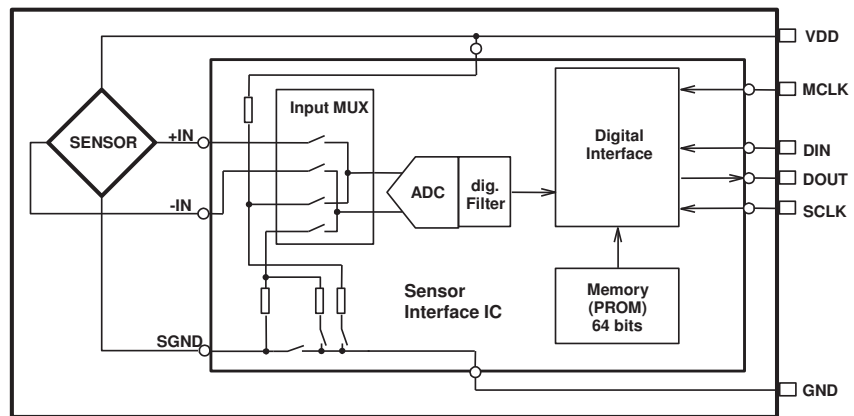 VDD
MCLK
Input MUX
+IN
SENSOR
Digital
Interface
DIN
DOUT
ADC
dig.
Filter
-IN
SCLK
Sensor
Interface IC
Memory
(PROM)
64 bits
SGND
GND